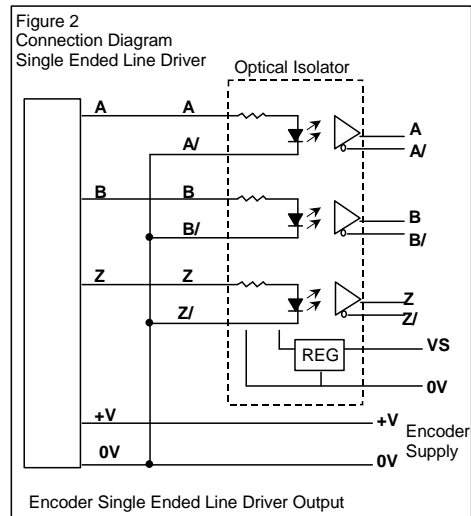 Figure 2
Connection Diagram
Single Ended Line Driver
Optical Isolator
A A A
A/ A/
B B B
B/ B/
Z Z Z
Z/ Z/
REG VS
0V
+V +V
Encoder
Supply
0V 0V
Encoder Single Ended Line Driver Output